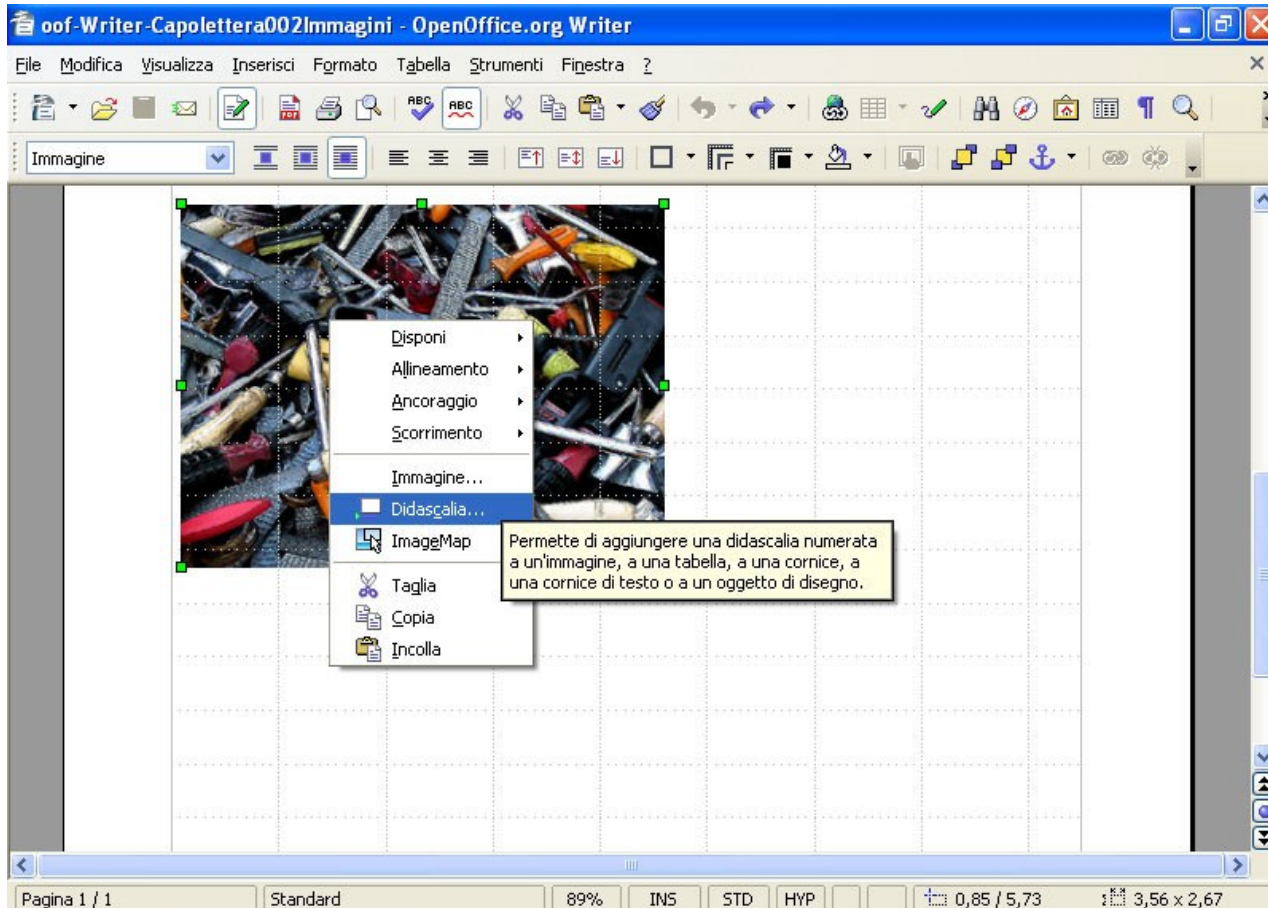 oof-Writer-Capolettera002Immagini - OpenOffice.org Writer
File Modifica Visualizza Inserisci Formato Tabella Strumenti Finestra ?
ABC ABC
Immagine
Disponi
Allineamento
Ancoraggio
Scorrimento
Immagine...
Didascalia...
ImageMap
Permette di aggiungere una didascalia numerata
a un'immagine, a una tabella, a una cornice, a
una cornice di testo o a un oggetto di disegno.
Taglia
Copia
Incolla
Pagina 1 / 1 Standard 89% INS STD HYP 0,85 / 5,73 3,56 x 2,67